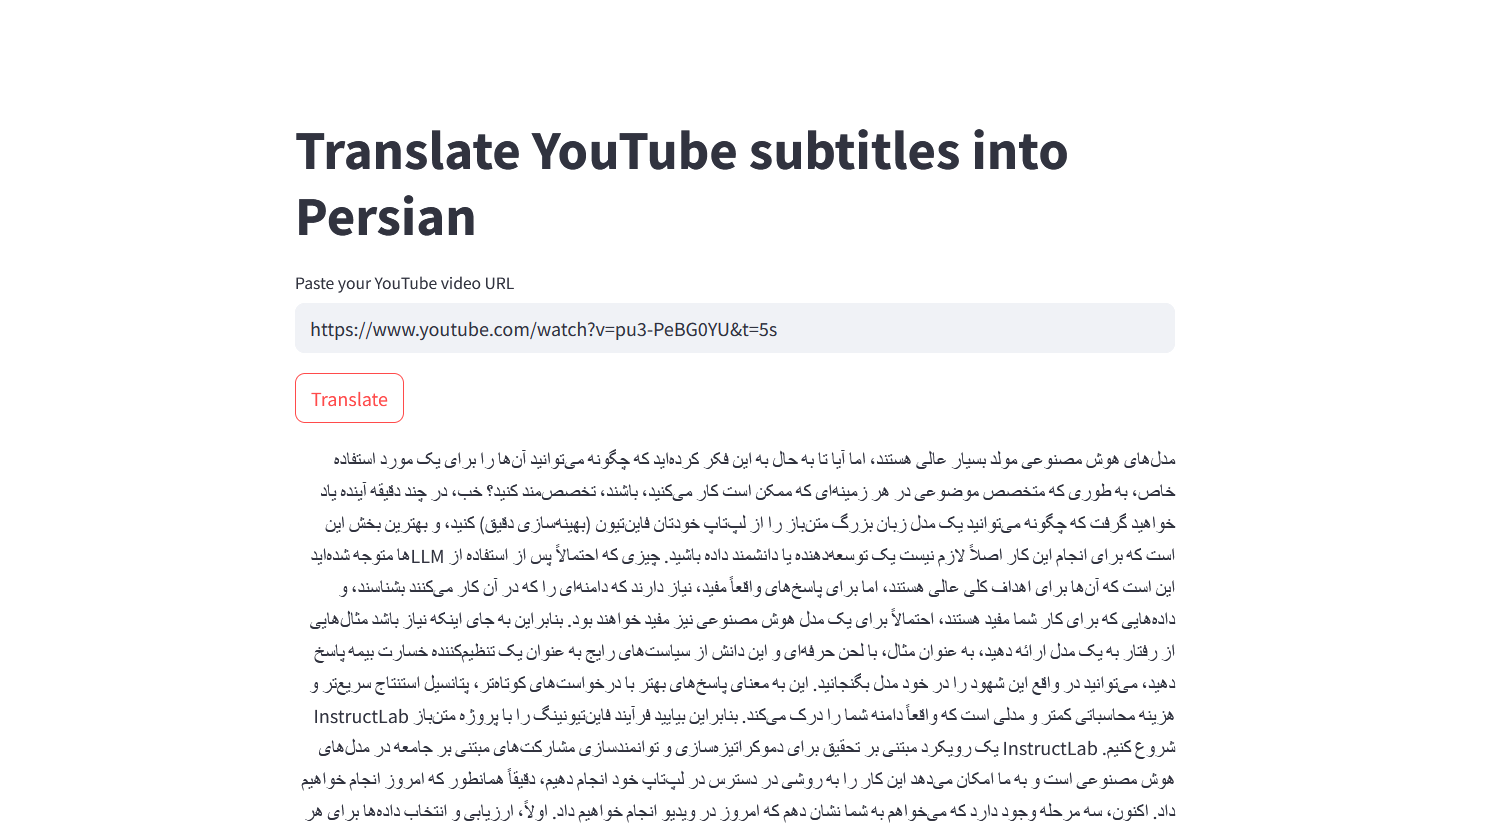 Translate YouTube subtitles into
Persian
Paste your YouTube video URL
https://www.youtube.com/watch?v=pu3-PeBG0YU&t=5s
Translate
مدل‌های هوش مصنوعی مولد بسیار عالی هستند، اما آیا تا به حال به این فکر کرده‌اید که چگونه می‌توانید آن‌ها را برای یک مورد استفاده
خاص، به طوری که متخصص موضوعی در هر زمینه‌ای که ممکن است کار می‌کنید، باشند، تخصص‌مند کنید؟ خب، در چند دقیقه آینده یاد
خواهید گرفت که چگونه می‌توانید یک مدل زبان بزرگ متن‌باز را از لپ‌تاپ خودتان فاین‌تیون (بهینه‌سازی دقیق) کنید، و بهترین بخش این
است که برای انجام این کار اصلاً لازم نیست یک توسعه‌دهنده یا دانشمند داده باشید. چیزی که احتمالاً پس از استفاده از LLMها متوجه شده‌اید
این است که آن‌ها برای اهداف کلی عالی هستند، اما برای پاسخ‌های واقعاً مفید، نیاز دارند که دامنه‌ای را که در آن کار می‌کنند بشناسند، و
داده‌هایی که برای کار شما مفید هستند، احتمالاً برای یک مدل هوش مصنوعی نیز مفید خواهند بود. بنابراین به جای اینکه نیاز باشد مثال‌هایی
از رفتار به یک مدل ارائه دهید، به عنوان مثال، با لحن حرفه‌ای و این دانش از سیاست‌های رایج به عنوان یک تنظیم‌کننده خسارت بیمه پاسخ
دهید، می‌توانید در واقع این شهود را در خود مدل بگنجانید. این به معنای پاسخ‌های بهتر با درخواست‌های کوتاه‌تر، پتانسیل استنتاج سریع‌تر و
هزینه محاسباتی کمتر و مدلی است که واقعاً دامنه شما را درک می‌کند. بنابراین بیایید فرآیند فاین‌تیونینگ را با پروژه متن‌باز InstructLab
شروع کنیم. InstructLab یک رویکرد مبتنی بر تحقیق برای دموکراتیزه‌سازی و توانمندسازی مشارکت‌های مبتنی بر جامعه در مدل‌های
هوش مصنوعی است و به ما امکان می‌دهد این کار را به روشی در دسترس در لپ‌تاپ خود انجام دهیم، دقیقاً همانطور که امروز انجام خواهیم
داد. اکنون، سه مرحله وجود دارد که می‌خواهم به شما نشان دهم که امروز در ویدیو انجام خواهیم داد. اولاً، ارزیابی و انتخاب داده‌ها برای هر